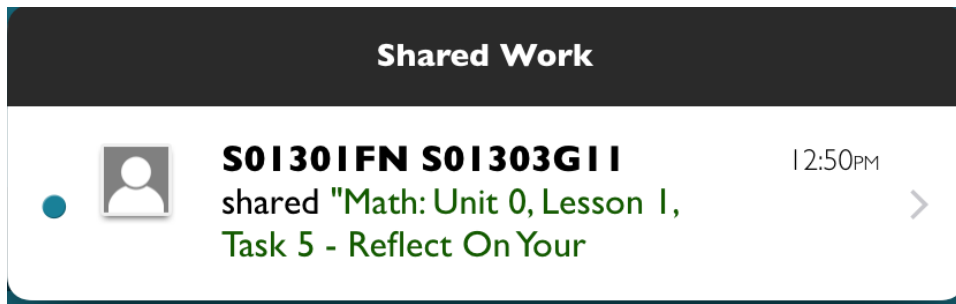 Shared Work
S01301FN S01303G11
12:50PM
shared "Math: Unit 0, Lesson 1,
Task 5 - Reflect On Your